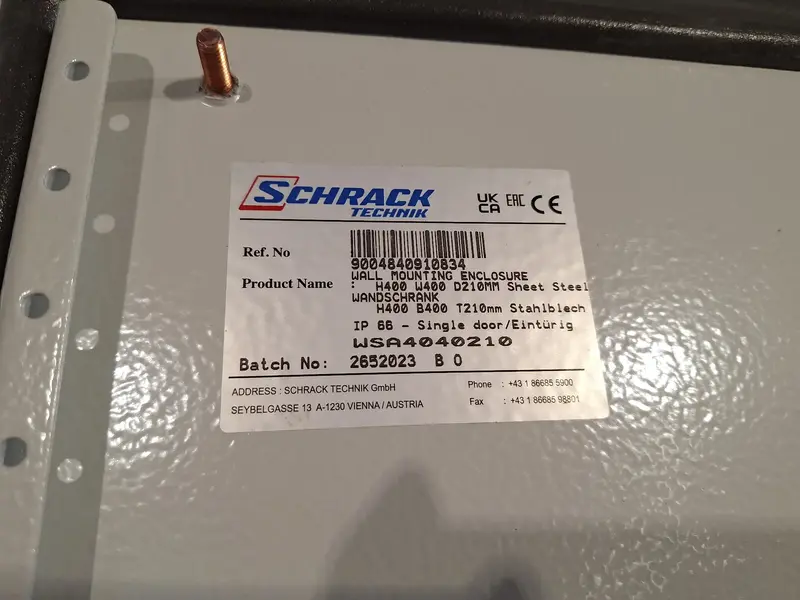 SCHRACK
TECHNIK
UK CA EAC CE
Ref. No
9004840910834
Product Name
WALL MOUNTING ENCLOSURE
: H400 W400 D210MM Sheet Steel
WANDSCHRANK
H400 B400 T210mm Stahlblech
IP 66 - Single door/Eintürig
WSA4040210
Batch No: 2652023 B 0
ADDRESS : SCHRACK TECHNIK GmbH
SEYBELGASSE 13 A-1230 VIENNA / AUSTRIA
Phone : +43 1 86685 5900
Fax : +43 1 86685 98801